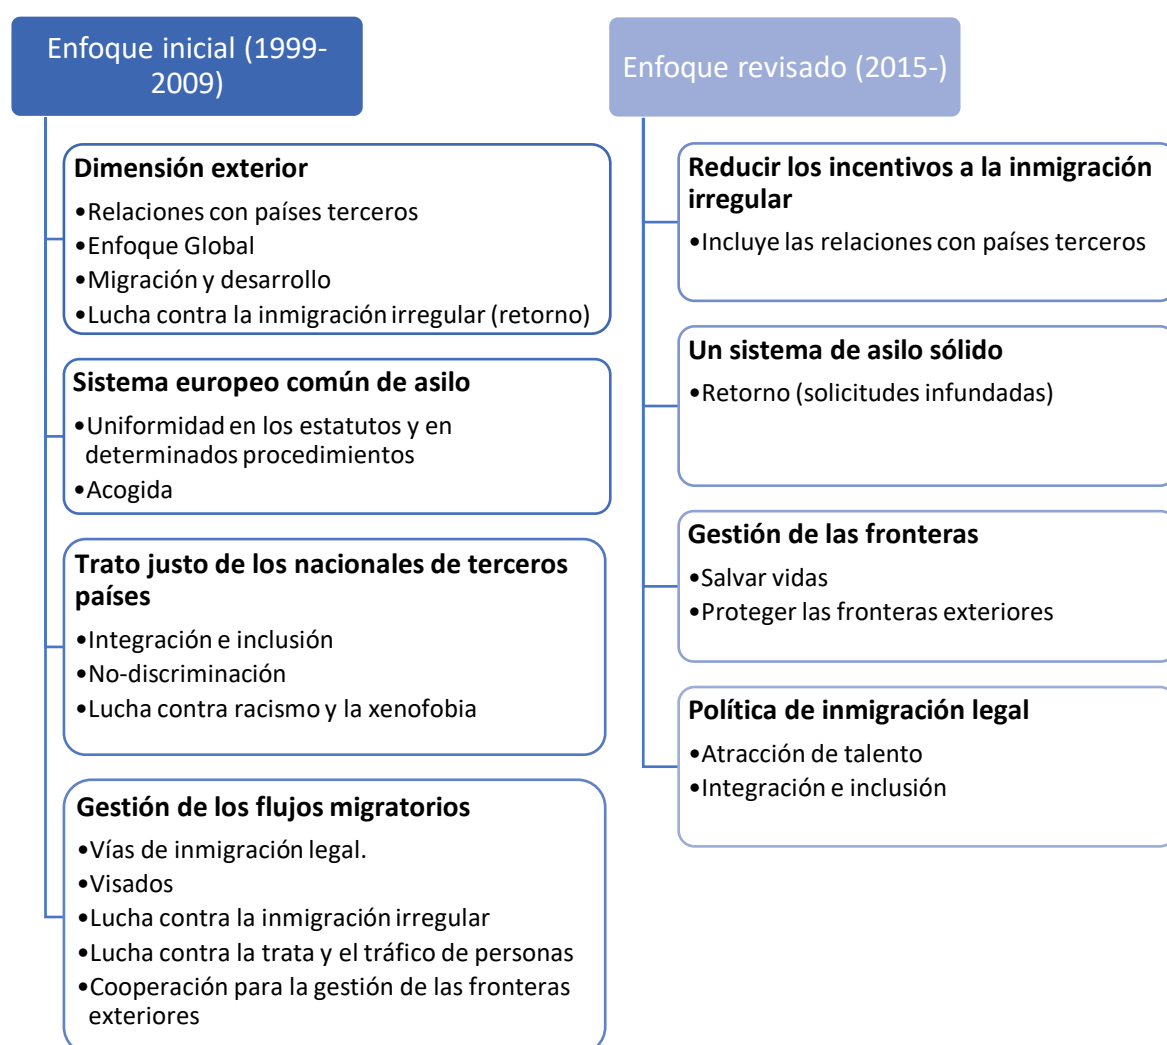 Enfoque inicial (1999-
2009)
Dimensión exterior
•Relaciones con países terceros
•Enfoque Global
•Migración y desarrollo
•Lucha contra la inmigración irregular (retorno)
Sistema europeo común de asilo
•Uniformidad en los estatutos y en
determinados procedimientos
•Acogida
Trato justo de los nacionales de terceros
países
•Integración e inclusión
•No-discriminación
•Lucha contra racismo y la xenofobia
Gestión de los flujos migratorios
•Vías de inmigración legal.
•Visados
•Lucha contra la inmigración irregular
•Lucha contra la trata y el tráfico de personas
•Cooperación para la gestión de las fronteras
exteriores
Enfoque revisado (2015-)
Reducir los incentivos a la inmigración
irregular
•Incluye las relaciones con países terceros
Un sistema de asilo sólido
•Retorno (solicitudes infundadas)
Gestión de las fronteras
•Salvar vidas
•Proteger las fronteras exteriores
Política de inmigración legal
•Atracción de talento
•Integración e inclusión